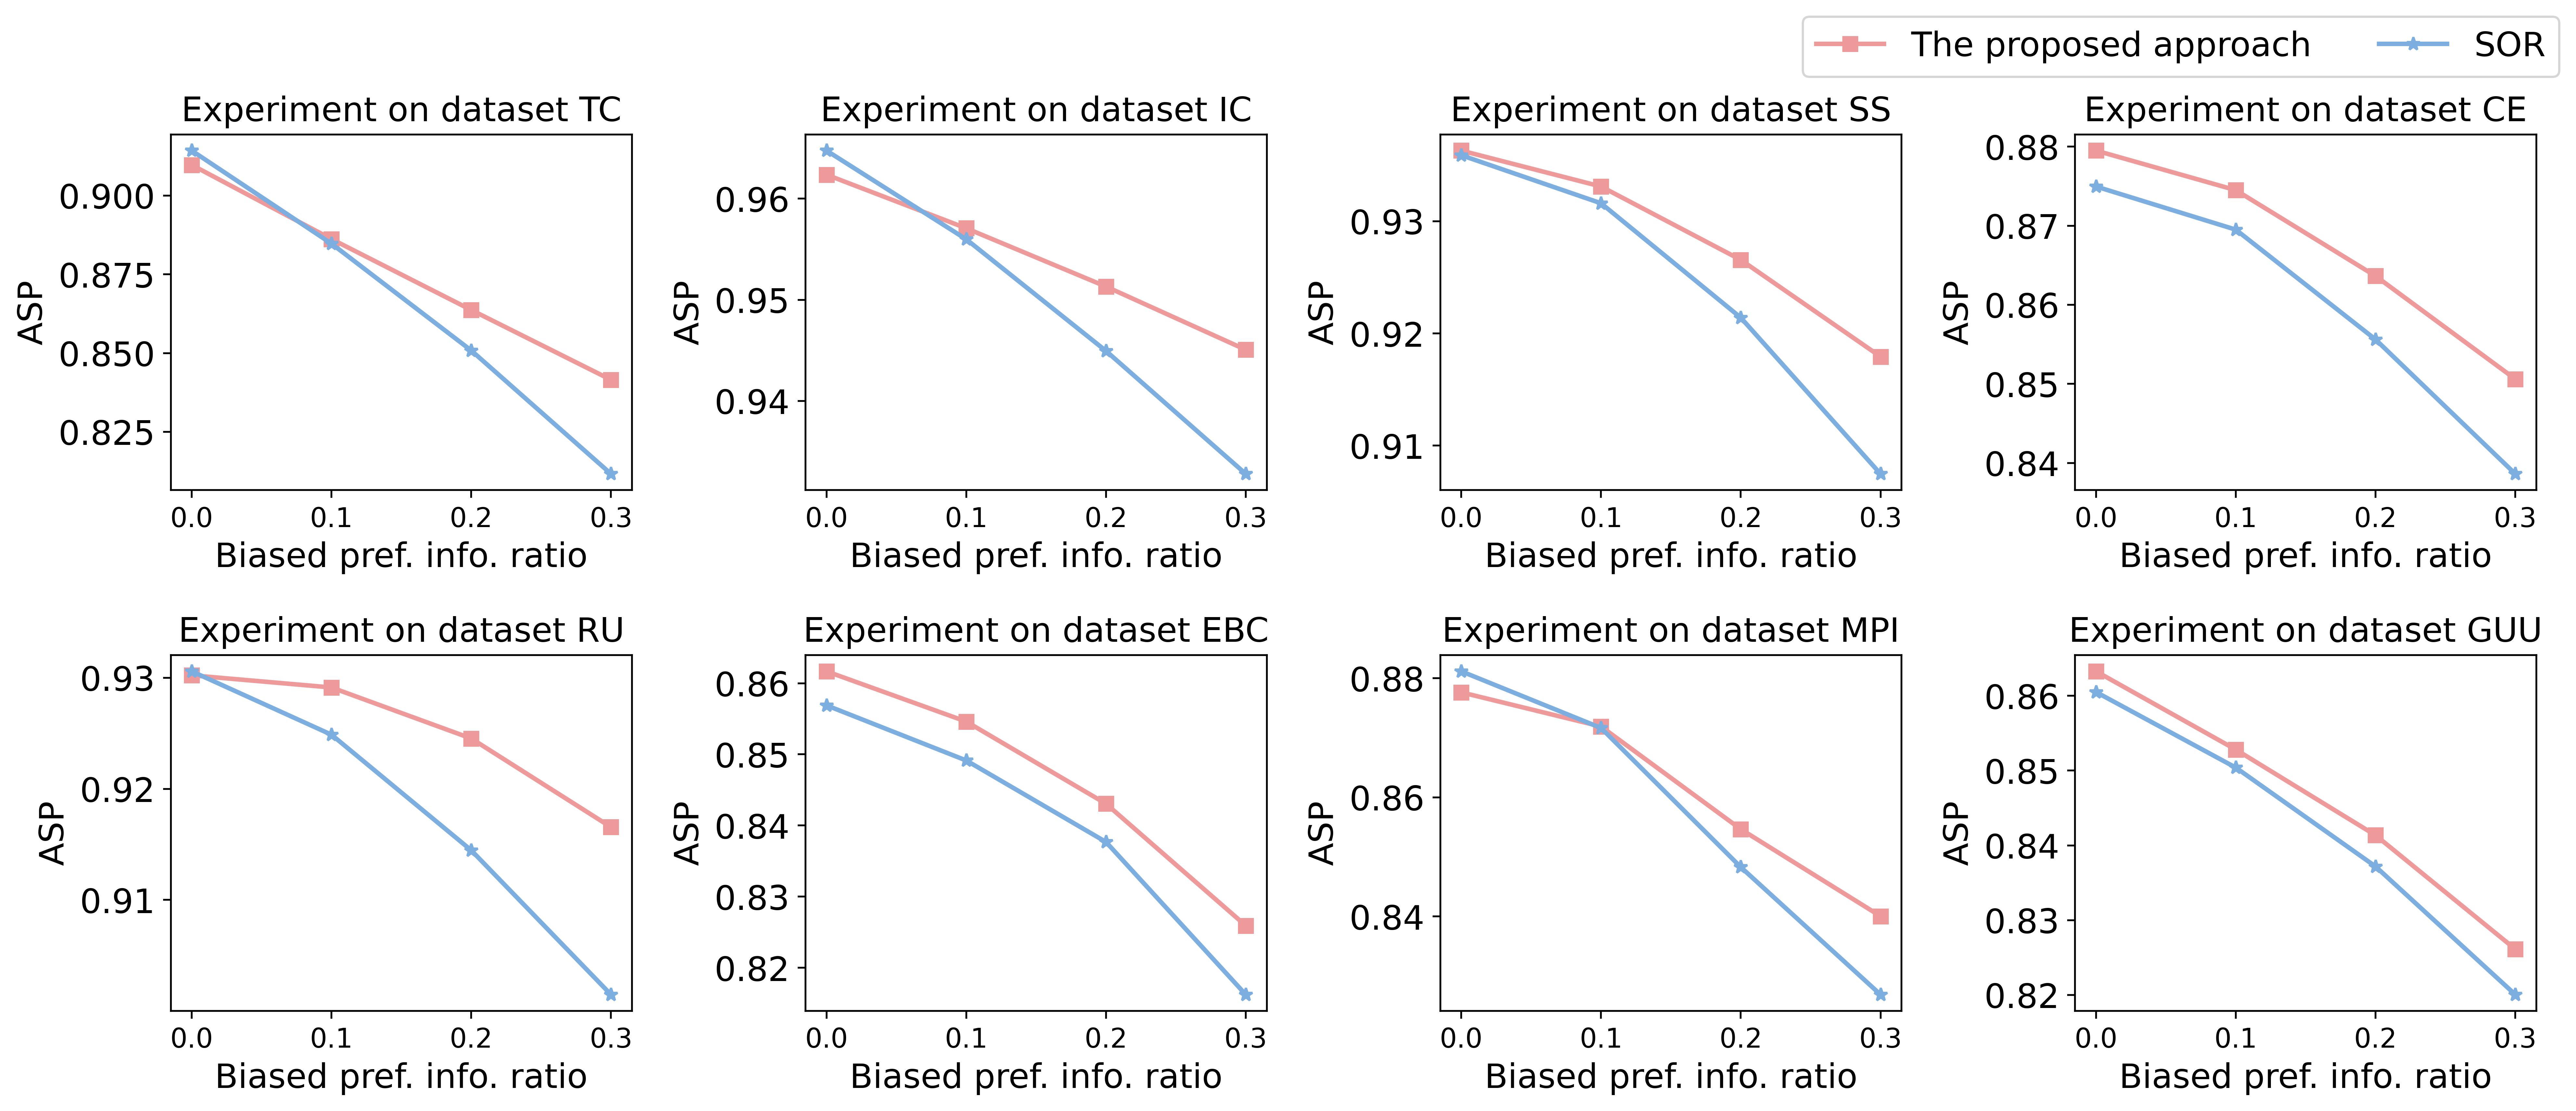 The proposed approach SOR
Experiment on dataset TC
0.900
0.875
0.850
0.825
ASP
0.0 0.1 0.2 0.3
Biased pref. info. ratio
Experiment on dataset IC
0.96
0.95
0.94
ASP
0.0 0.1 0.2 0.3
Biased pref. info. ratio
Experiment on dataset SS
0.93
0.92
0.91
ASP
0.0 0.1 0.2 0.3
Biased pref. info. ratio
Experiment on dataset CE
0.88
0.87
0.86
0.85
0.84
ASP
0.0 0.1 0.2 0.3
Biased pref. info. ratio
Experiment on dataset RU
0.93
0.92
0.91
ASP
0.0 0.1 0.2 0.3
Biased pref. info. ratio
Experiment on dataset EBC
0.86
0.85
0.84
0.83
0.82
ASP
0.0 0.1 0.2 0.3
Biased pref. info. ratio
Experiment on dataset MPI
0.88
0.86
0.84
ASP
0.0 0.1 0.2 0.3
Biased pref. info. ratio
Experiment on dataset GUU
0.86
0.85
0.84
0.83
0.82
ASP
0.0 0.1 0.2 0.3
Biased pref. info. ratio